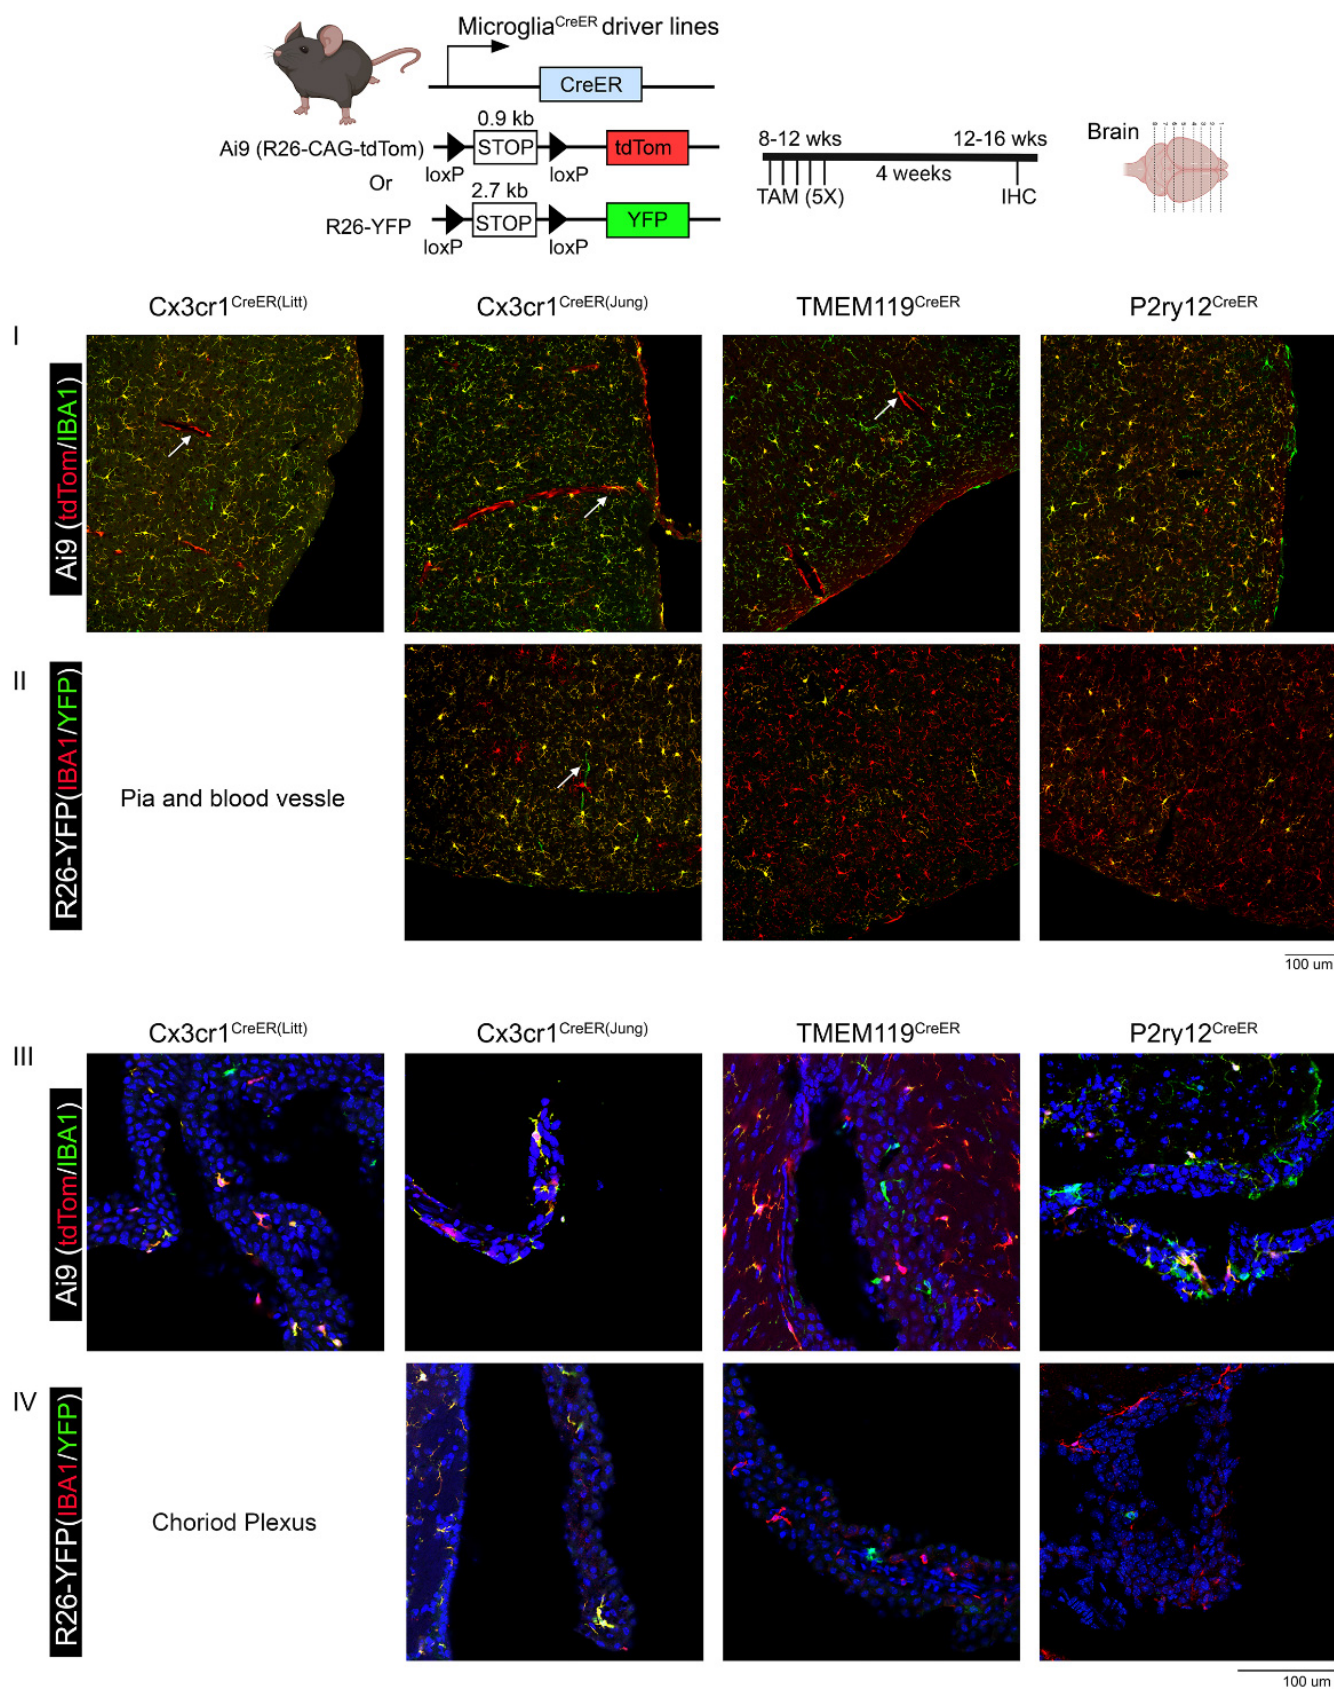 Microglia^CreER driver lines
CreER
0.9 kb
Ai9 (R26-CAG-tdTom)
STOP
tdTom
loxP
loxP
Or
2.7 kb
R26-YFP
STOP
YFP
loxP
loxP
8-12 wks
12-16 wks
4 weeks
TAM (5X)
IHC
Brain
Cx3cr1^CreER(Litt)
Cx3cr1^CreER(Jung)
TMEM119^CreER
P2ry12^CreER
I
Ai9 (tdTom/IBA1)
II
R26-YFP(IBA1/YFP)
Pia and blood vessle
100 um
Cx3cr1^CreER(Litt)
Cx3cr1^CreER(Jung)
TMEM119^CreER
P2ry12^CreER
III
Ai9 (tdTom/IBA1)
IV
R26-YFP(IBA1/YFP)
Choriod Plexus
100 um